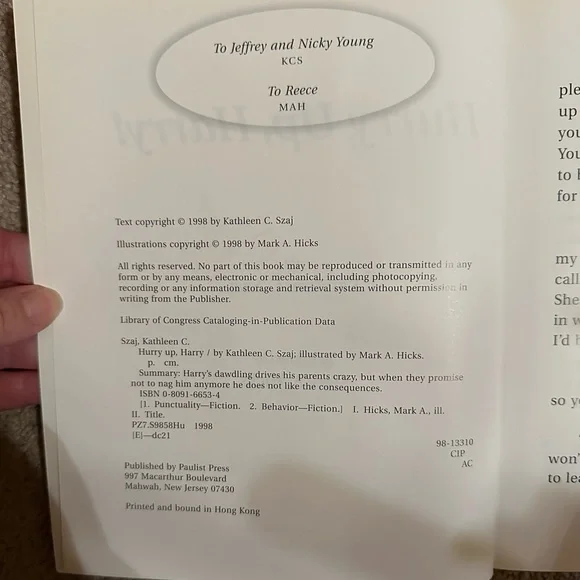 To Jeffrey and Nicky Young
KCS
To Reece
MAH
Text copyright © 1998 by Kathleen C. Szaj
Illustrations copyright © 1998 by Mark A. Hicks
All rights reserved. No part of this book may be reproduced or transmitted in any
form or by any means, electronic or mechanical, including photocopying,
recording or any information storage and retrieval system without permission in
writing from the Publisher.
Library of Congress Cataloging-in-Publication Data
Szaj, Kathleen C.
Hurry up, Harry / by Kathleen C. Szaj; illustrated by Mark A. Hicks.
p. cm.
Summary: Harry's dawdling drives his parents crazy, but when they promise
not to nag him anymore he does not like the consequences.
ISBN 0-8091-6653-4
[1. Punctuality—Fiction. 2. Behavior—Fiction.] I. Hicks, Mark A., ill.
II. Title.
PZ7.S9858Hu 1998
[E]—dc21
98-13310
CIP
AC
Published by Paulist Press
997 Macarthur Boulevard
Mahwah, New Jersey 07430
Printed and bound in Hong Kong
ple
up
you
You
to
for
my
call
She
in w
I'd
so yo
won'
to lea